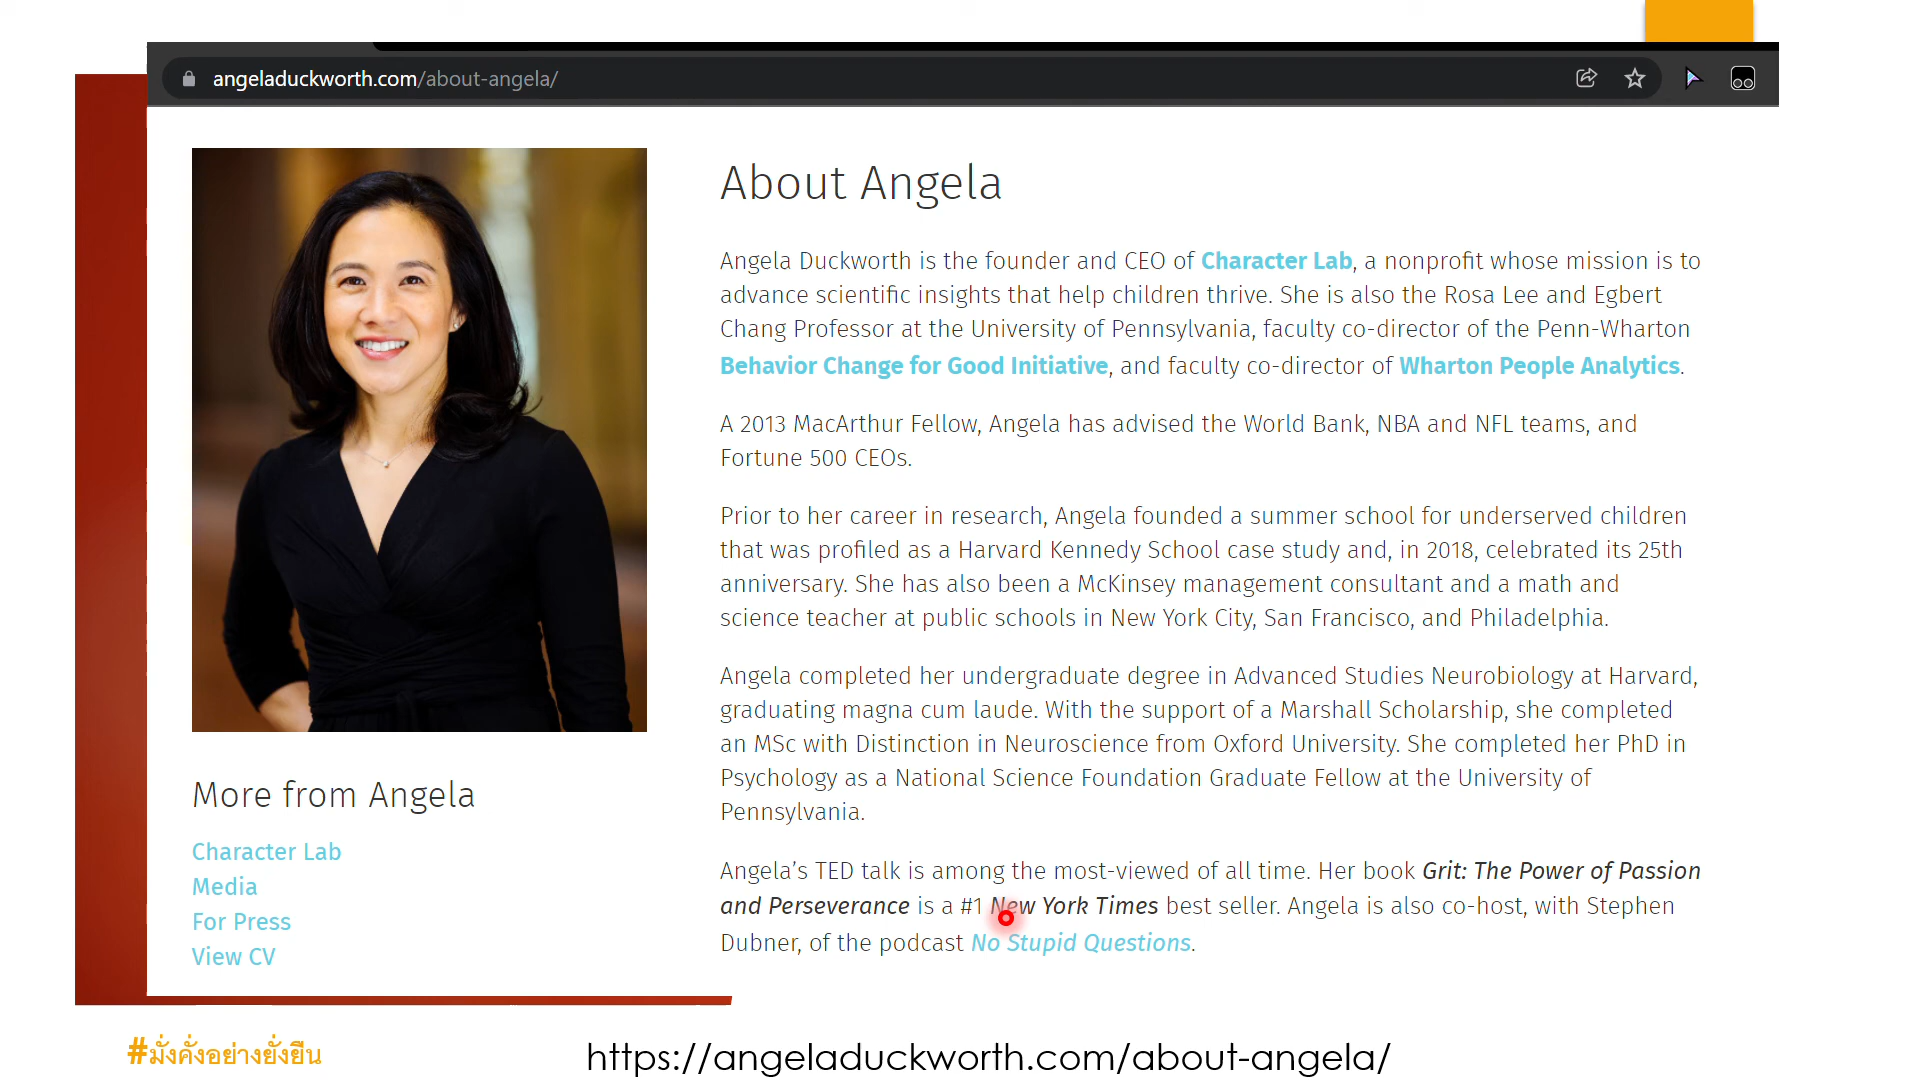 angeladuckworth.com/about-angela/
About Angela
Angela Duckworth is the founder and CEO of Character Lab, a nonprofit whose mission is to
advance scientific insights that help children thrive. She is also the Rosa Lee and Egbert
Chang Professor at the University of Pennsylvania, faculty co-director of the Penn-Wharton
Behavior Change for Good Initiative, and faculty co-director of Wharton People Analytics.
A 2013 MacArthur Fellow, Angela has advised the World Bank, NBA and NFL teams, and
Fortune 500 CEOs.
Prior to her career in research, Angela founded a summer school for underserved children
that was profiled as a Harvard Kennedy School case study and, in 2018, celebrated its 25th
anniversary. She has also been a McKinsey management consultant and a math and
science teacher at public schools in New York City, San Francisco, and Philadelphia.
Angela completed her undergraduate degree in Advanced Studies Neurobiology at Harvard,
graduating magna cum laude. With the support of a Marshall Scholarship, she completed
an MSc with Distinction in Neuroscience from Oxford University. She completed her PhD in
Psychology as a National Science Foundation Graduate Fellow at the University of
Pennsylvania.
Angela’s TED talk is among the most-viewed of all time. Her book Grit: The Power of Passion
and Perseverance is a #1 New York Times best seller. Angela is also co-host, with Stephen
Dubner, of the podcast No Stupid Questions.
More from Angela
Character Lab
Media
For Press
View CV
#มั่งคั่งอย่างยั่งยืน
https://angeladuckworth.com/about-angela/